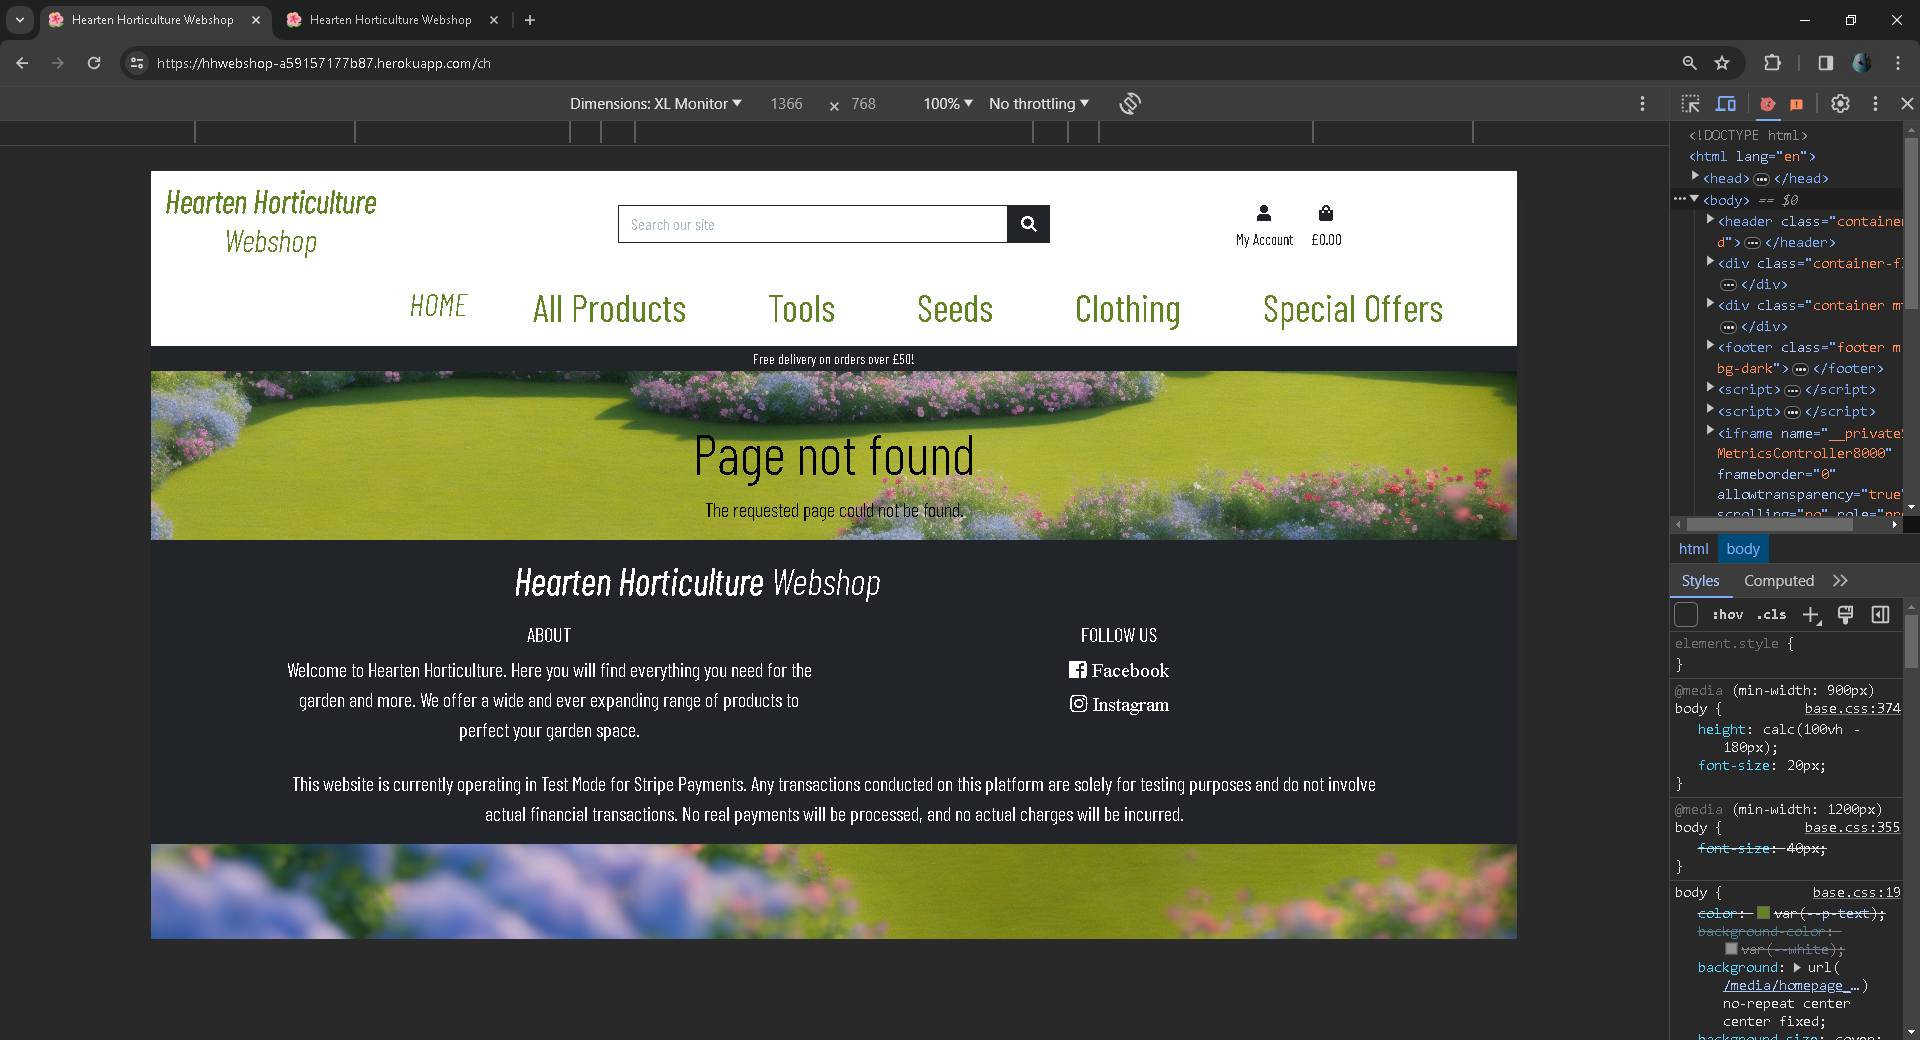 Hearten Horticulture Webshop
Hearten Horticulture Webshop
https://hhwebshop-a59157177b87.herokuapp.com/ch
Dimensions: XL Monitor ▼ 1366 × 768 100% ▼ No throttling ▼
Hearten Horticulture
Webshop
Search our site
My Account £0.00
HOME All Products Tools Seeds Clothing Special Offers
Free delivery on orders over £50!
Page not found
The requested page could not be found.
Hearten Horticulture Webshop
ABOUT
Welcome to Hearten Horticulture. Here you will find everything you need for the
garden and more. We offer a wide and ever expanding range of products to
perfect your garden space.
FOLLOW US
Facebook
Instagram
This website is currently operating in Test Mode for Stripe Payments. Any transactions conducted on this platform are solely for testing purposes and do not involve
actual financial transactions. No real payments will be processed, and no actual charges will be incurred.
<!DOCTYPE html>
<html lang="en">
<head> ••• </head>
••• <body> == $0
<header class="container
d"> ••• </header>
<div class="container-f
••• </div>
<div class="container m
••• </div>
<footer class="footer m
bg-dark"> ••• </footer>
<script> ••• </script>
<script> ••• </script>
<iframe name="__private
MetricsController8000"
frameborder="0"
allowtransparency="true"
scrolling="no" role="pr
html body
Styles Computed >>
:hov .cls
element.style {
}
@media (min-width: 900px)
body { base.css:374
height: calc(100vh -
180px);
font-size: 20px;
}
@media (min-width: 1200px)
body { base.css:355
font-size: 40px;
}
body { base.css:19
color: var(--p-text);
background-color:
var(--white);
background: url(
/media/homepage_…)
no-repeat center
center fixed;
background-size: cover;